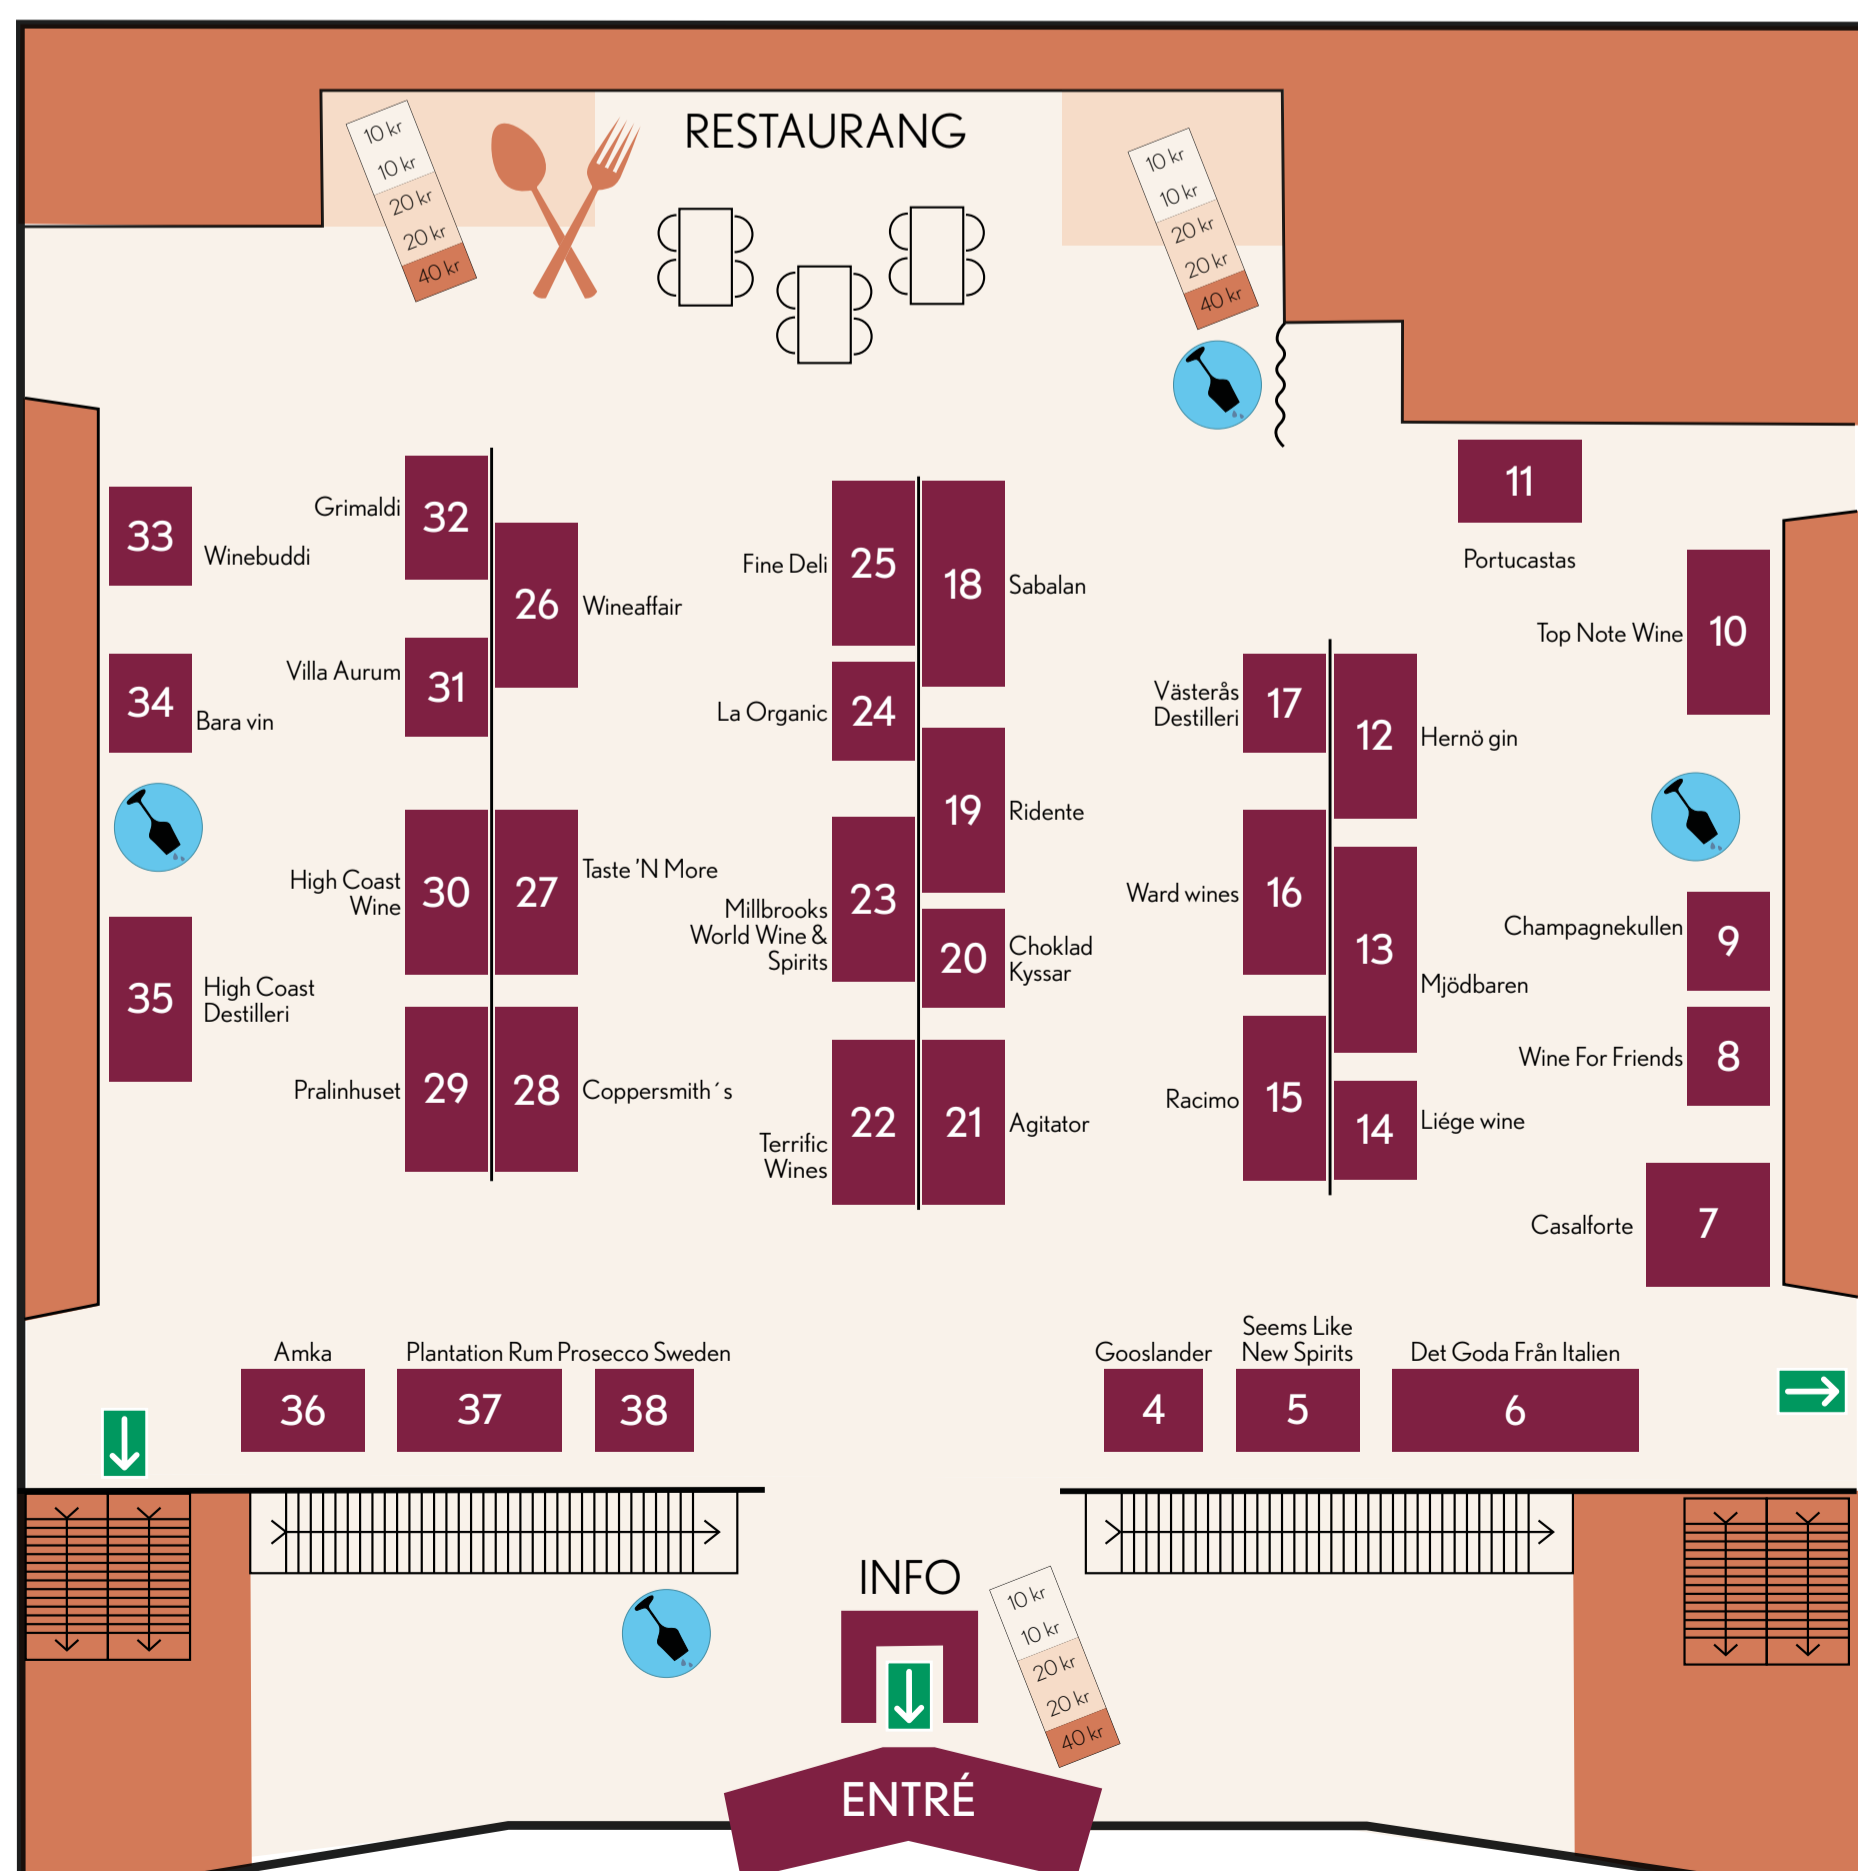 RESTAURANG
10 kr
10 kr
20 kr
20 kr
40 kr
10 kr
10 kr
20 kr
20 kr
40 kr
33
Winebuddi
34
Bara vin
35
High Coast
Destilleri
Grimaldi
32
Villa Aurum
31
High Coast
Wine
30
Pralinhuset
29
26
Wineaffair
27
Taste 'N More
28
Coppersmith´s
Fine Deli
25
La Organic
24
Millbrooks
World Wine &
Spirits
23
Terrific
Wines
22
18
Sabalan
19
Ridente
20
Choklad
Kyssar
21
Agitator
Västerås
Destilleri
17
Ward wines
16
Racimo
15
12
Hernö gin
13
Mjödbaren
14
Liége wine
11
Portucastas
Top Note Wine
10
Champagnekullen
9
Wine For Friends
8
Casalforte
7
Amka
36
Plantation Rum
37
Prosecco Sweden
38
Gooslander
4
Seems Like
New Spirits
5
Det Goda Från Italien
6
INFO
10 kr
10 kr
20 kr
20 kr
40 kr
ENTRÉ